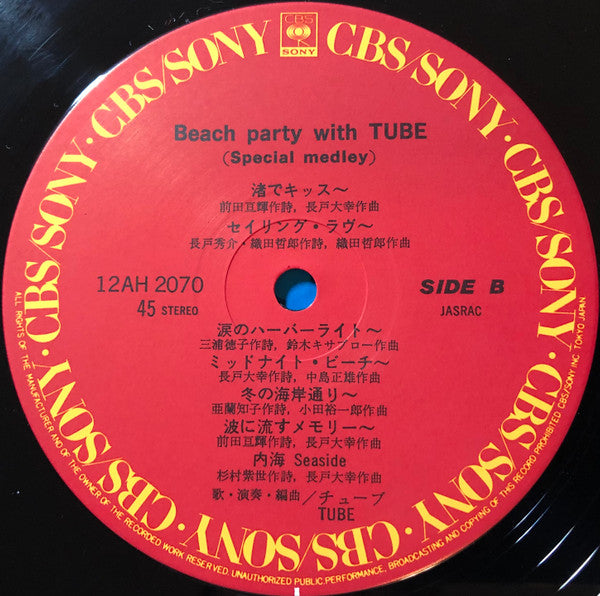 CBS/SONY · CBS/SONY · CBS/SONY · CBS/SONY · CBS/SONY · CBS/SONY · CBS/SONY
CBS
SONY
Beach party with TUBE
(Special medley)
渚でキッス〜
前田亘輝作詩, 長戸大幸作曲
セイリング・ラヴ〜
長戸秀介・織田哲郎作詩, 織田哲郎作曲
12AH 2070
45 STEREO
SIDE B
JASRAC
涙のハーバーライト〜
三浦徳子作詩, 鈴木キサブロー作曲
ミッドナイト・ビーチ〜
長戸大幸作詩, 中島正雄作曲
冬の海岸通り〜
亜蘭知子作詩, 小田裕一郎作曲
波に流すメモリー〜
前田亘輝作詩, 長戸大幸作曲
内海 Seaside
杉村紫世作詩, 長戸大幸作曲
歌・演奏・編曲/チューブ
TUBE
ALL RIGHTS OF THE MANUFACTURER AND OF THE OWNER OF THE RECORDED WORK RESERVED. UNAUTHORIZED PUBLIC PERFORMANCE, BROADCASTING AND COPYING OF THIS RECORD PROHIBITED CBS/SONY INC. TOKYO JAPAN